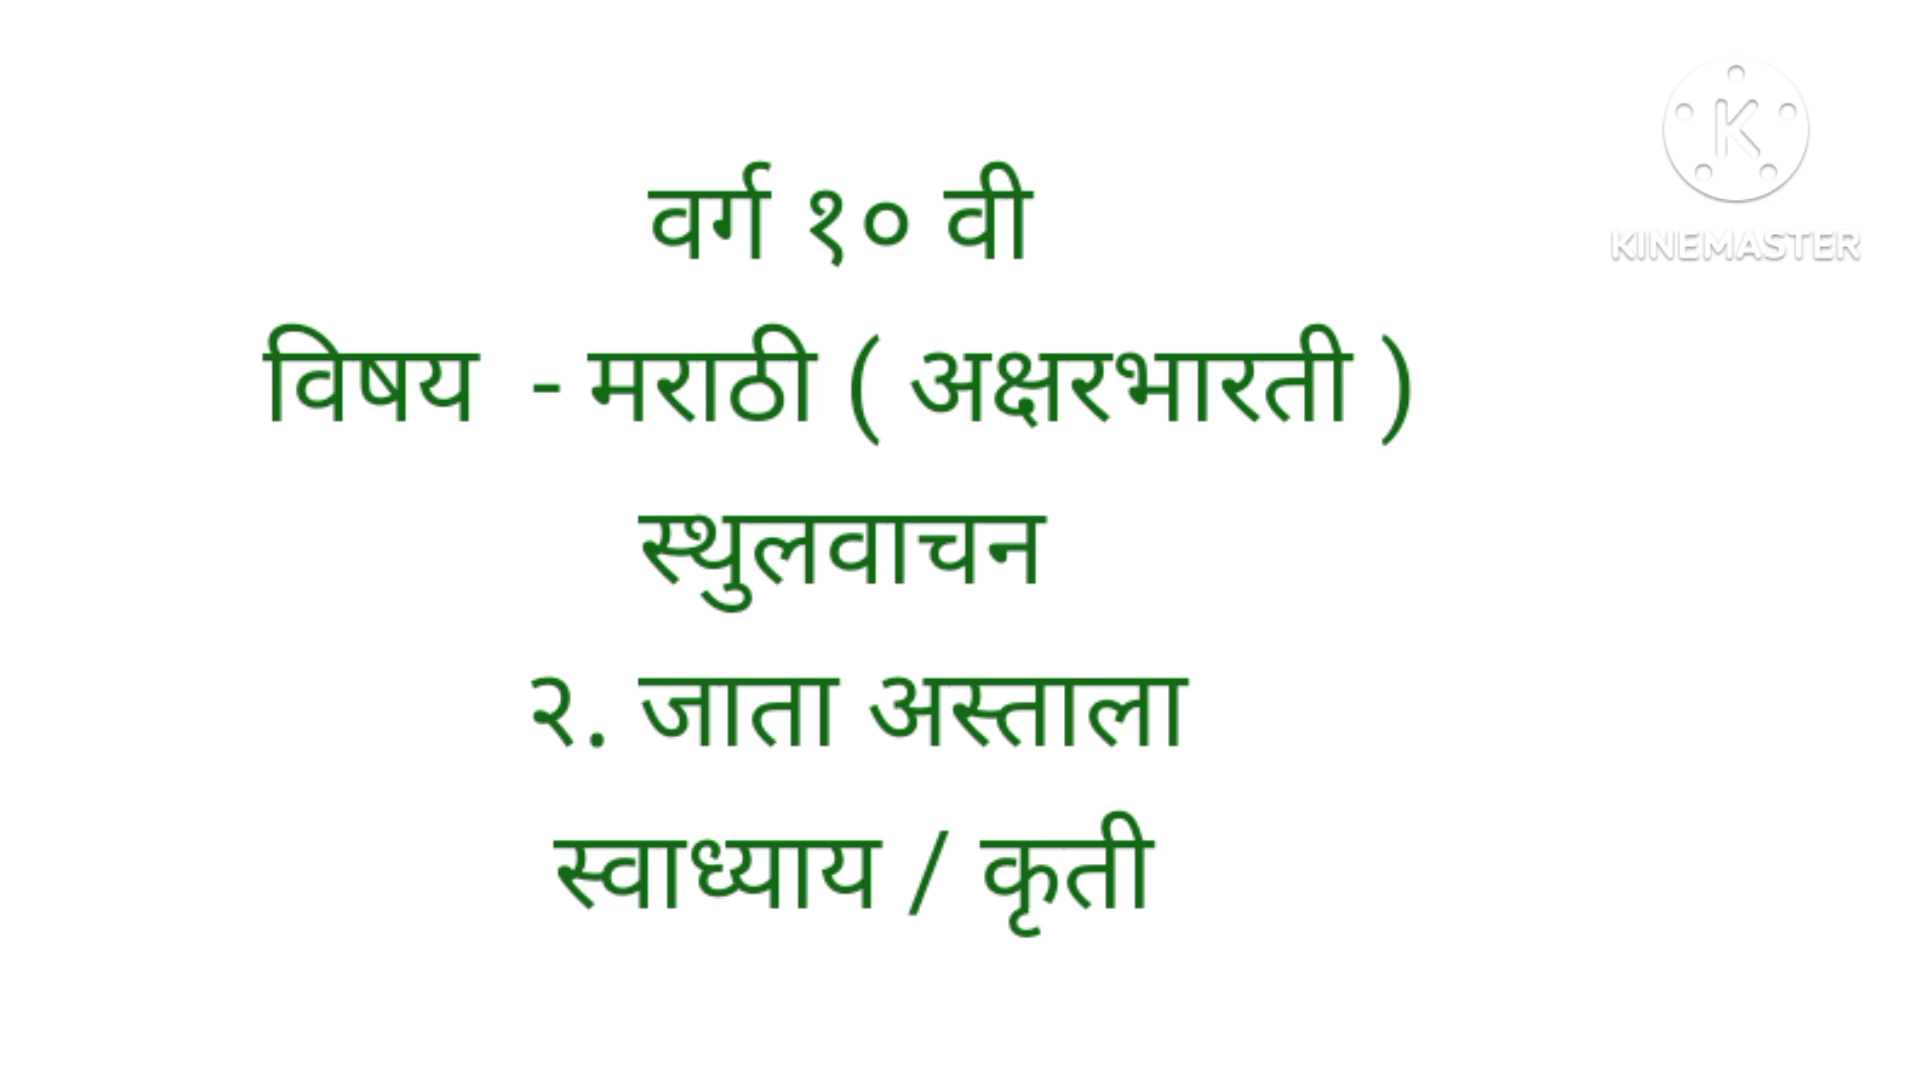 वर्ग १० वी
विषय - मराठी ( अक्षरभारती )
स्थुलवाचन
२. जाता अस्ताला
स्वाध्याय / कृती
K
KINEMASTER